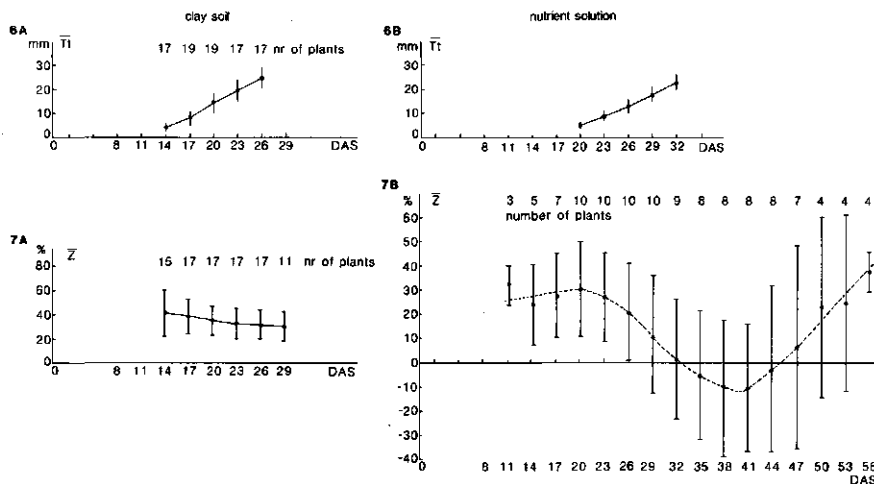 clay soil
nutrient solution
6A
mm T̅t
17 19 19 17 17 nr of plants
30
20
10
0
0 8 11 14 17 20 23 26 29 DAS
6B
mm T̅t
30
20
10
0
0 8 11 14 17 20 23 26 29 32 DAS
7A
% Z̅
15 17 17 17 17 11 nr of plants
80
60
40
20
0
0 8 11 14 17 20 23 26 29 DAS
7B
% Z̅
3 5 7 10 10 10 10 9 8 8 8 8 7 4 4 4
number of plants
60
50
40
30
20
10
0
-10
-20
-30
-40
0 8 11 14 17 20 23 26 29 32 35 38 41 44 47 50 53 56
DAS